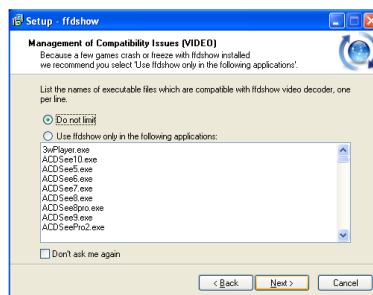 Setup - ffdshow
Management of Compatibility Issues (VIDEO)
Because a few games crash or freeze with ffdshow installed
we recommend you select 'Use ffdshow only in the following applications'.
List the names of executable files which are compatible with ffdshow video decoder, one
per line.
Do not limit
Use ffdshow only in the following applications:
3wPlayer.exe
ACDSee10.exe
ACDSee5.exe
ACDSee6.exe
ACDSee7.exe
ACDSee8.exe
ACDSee8pro.exe
ACDSee9.exe
ACDSeePro2.exe
Don't ask me again
< Back
Next >
Cancel